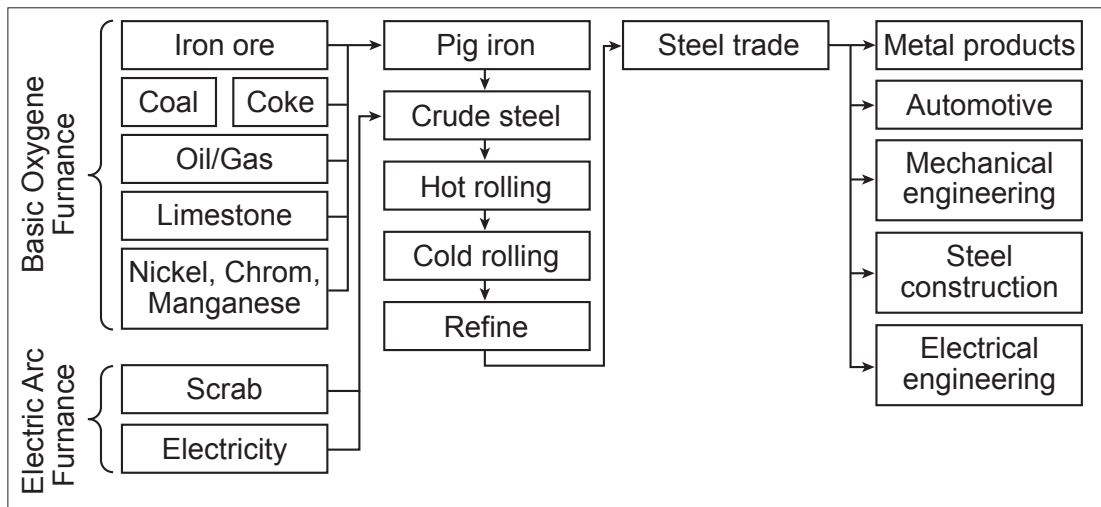 Basic Oxygene
Furnance
Iron ore
Coal
Coke
Oil/Gas
Limestone
Nickel, Chrom,
Manganese
Electric Arc
Furnance
Scrab
Electricity
Pig iron
Crude steel
Hot rolling
Cold rolling
Refine
Steel trade
Metal products
Automotive
Mechanical
engineering
Steel
construction
Electrical
engineering